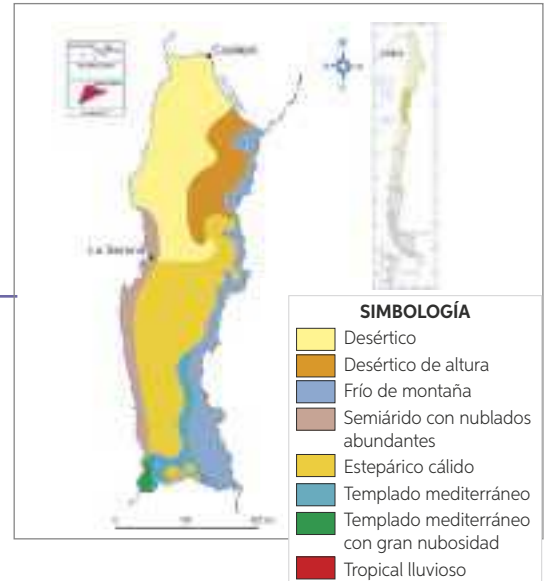 Copiapó
La Serena
SIMBOLOGÍA
Desértico
Desértico de altura
Frío de montaña
Semiárido con nublados
abundantes
Estepárico cálido
Templado mediterráneo
Templado mediterráneo
con gran nubosidad
Tropical lluvioso